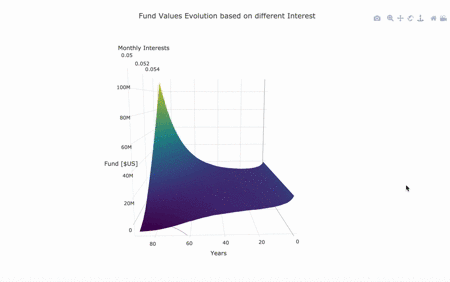 Fund Values Evolution based on different Interest
Monthly Interests
0.05
0.052
0.054
100M
80M
60M
Fund [$US]
40M
20M
0
80
60
40
20
0
Years